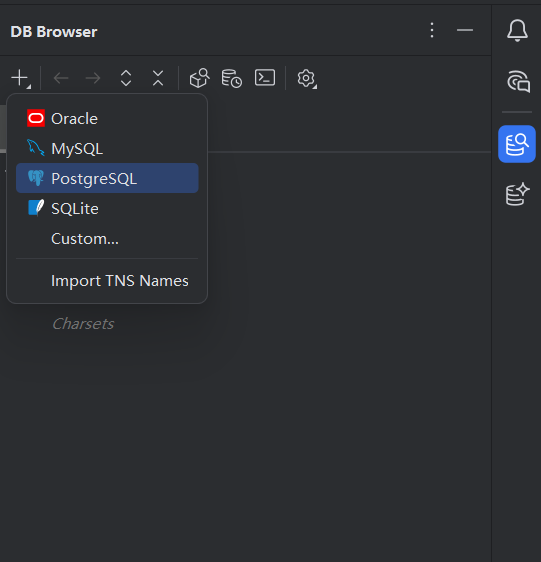 DB Browser
Oracle
MySQL
PostgreSQL
SQLite
Custom...
Import TNS Names
Charsets